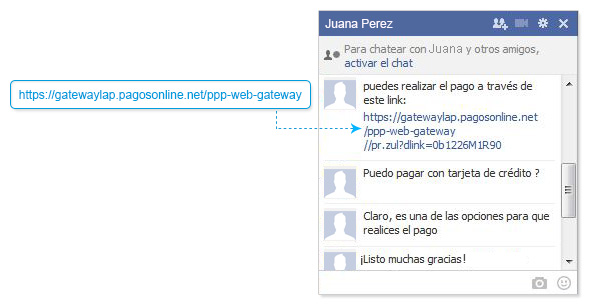 Juana Perez
Para chatear con Juana y otros amigos,
activar el chat
https://gatewaylap.pagosonline.net/ppp-web-gateway
puedes realizar el pago a través de
este link:
https://gatewaylap.pagosonline.net
/ppp-web-gateway
//pr.zul?dlink=0b1226M1R90
Puedo pagar con tarjeta de crédito ?
Claro, es una de las opciones para que
realices el pago
¡Listo muchas gracias!